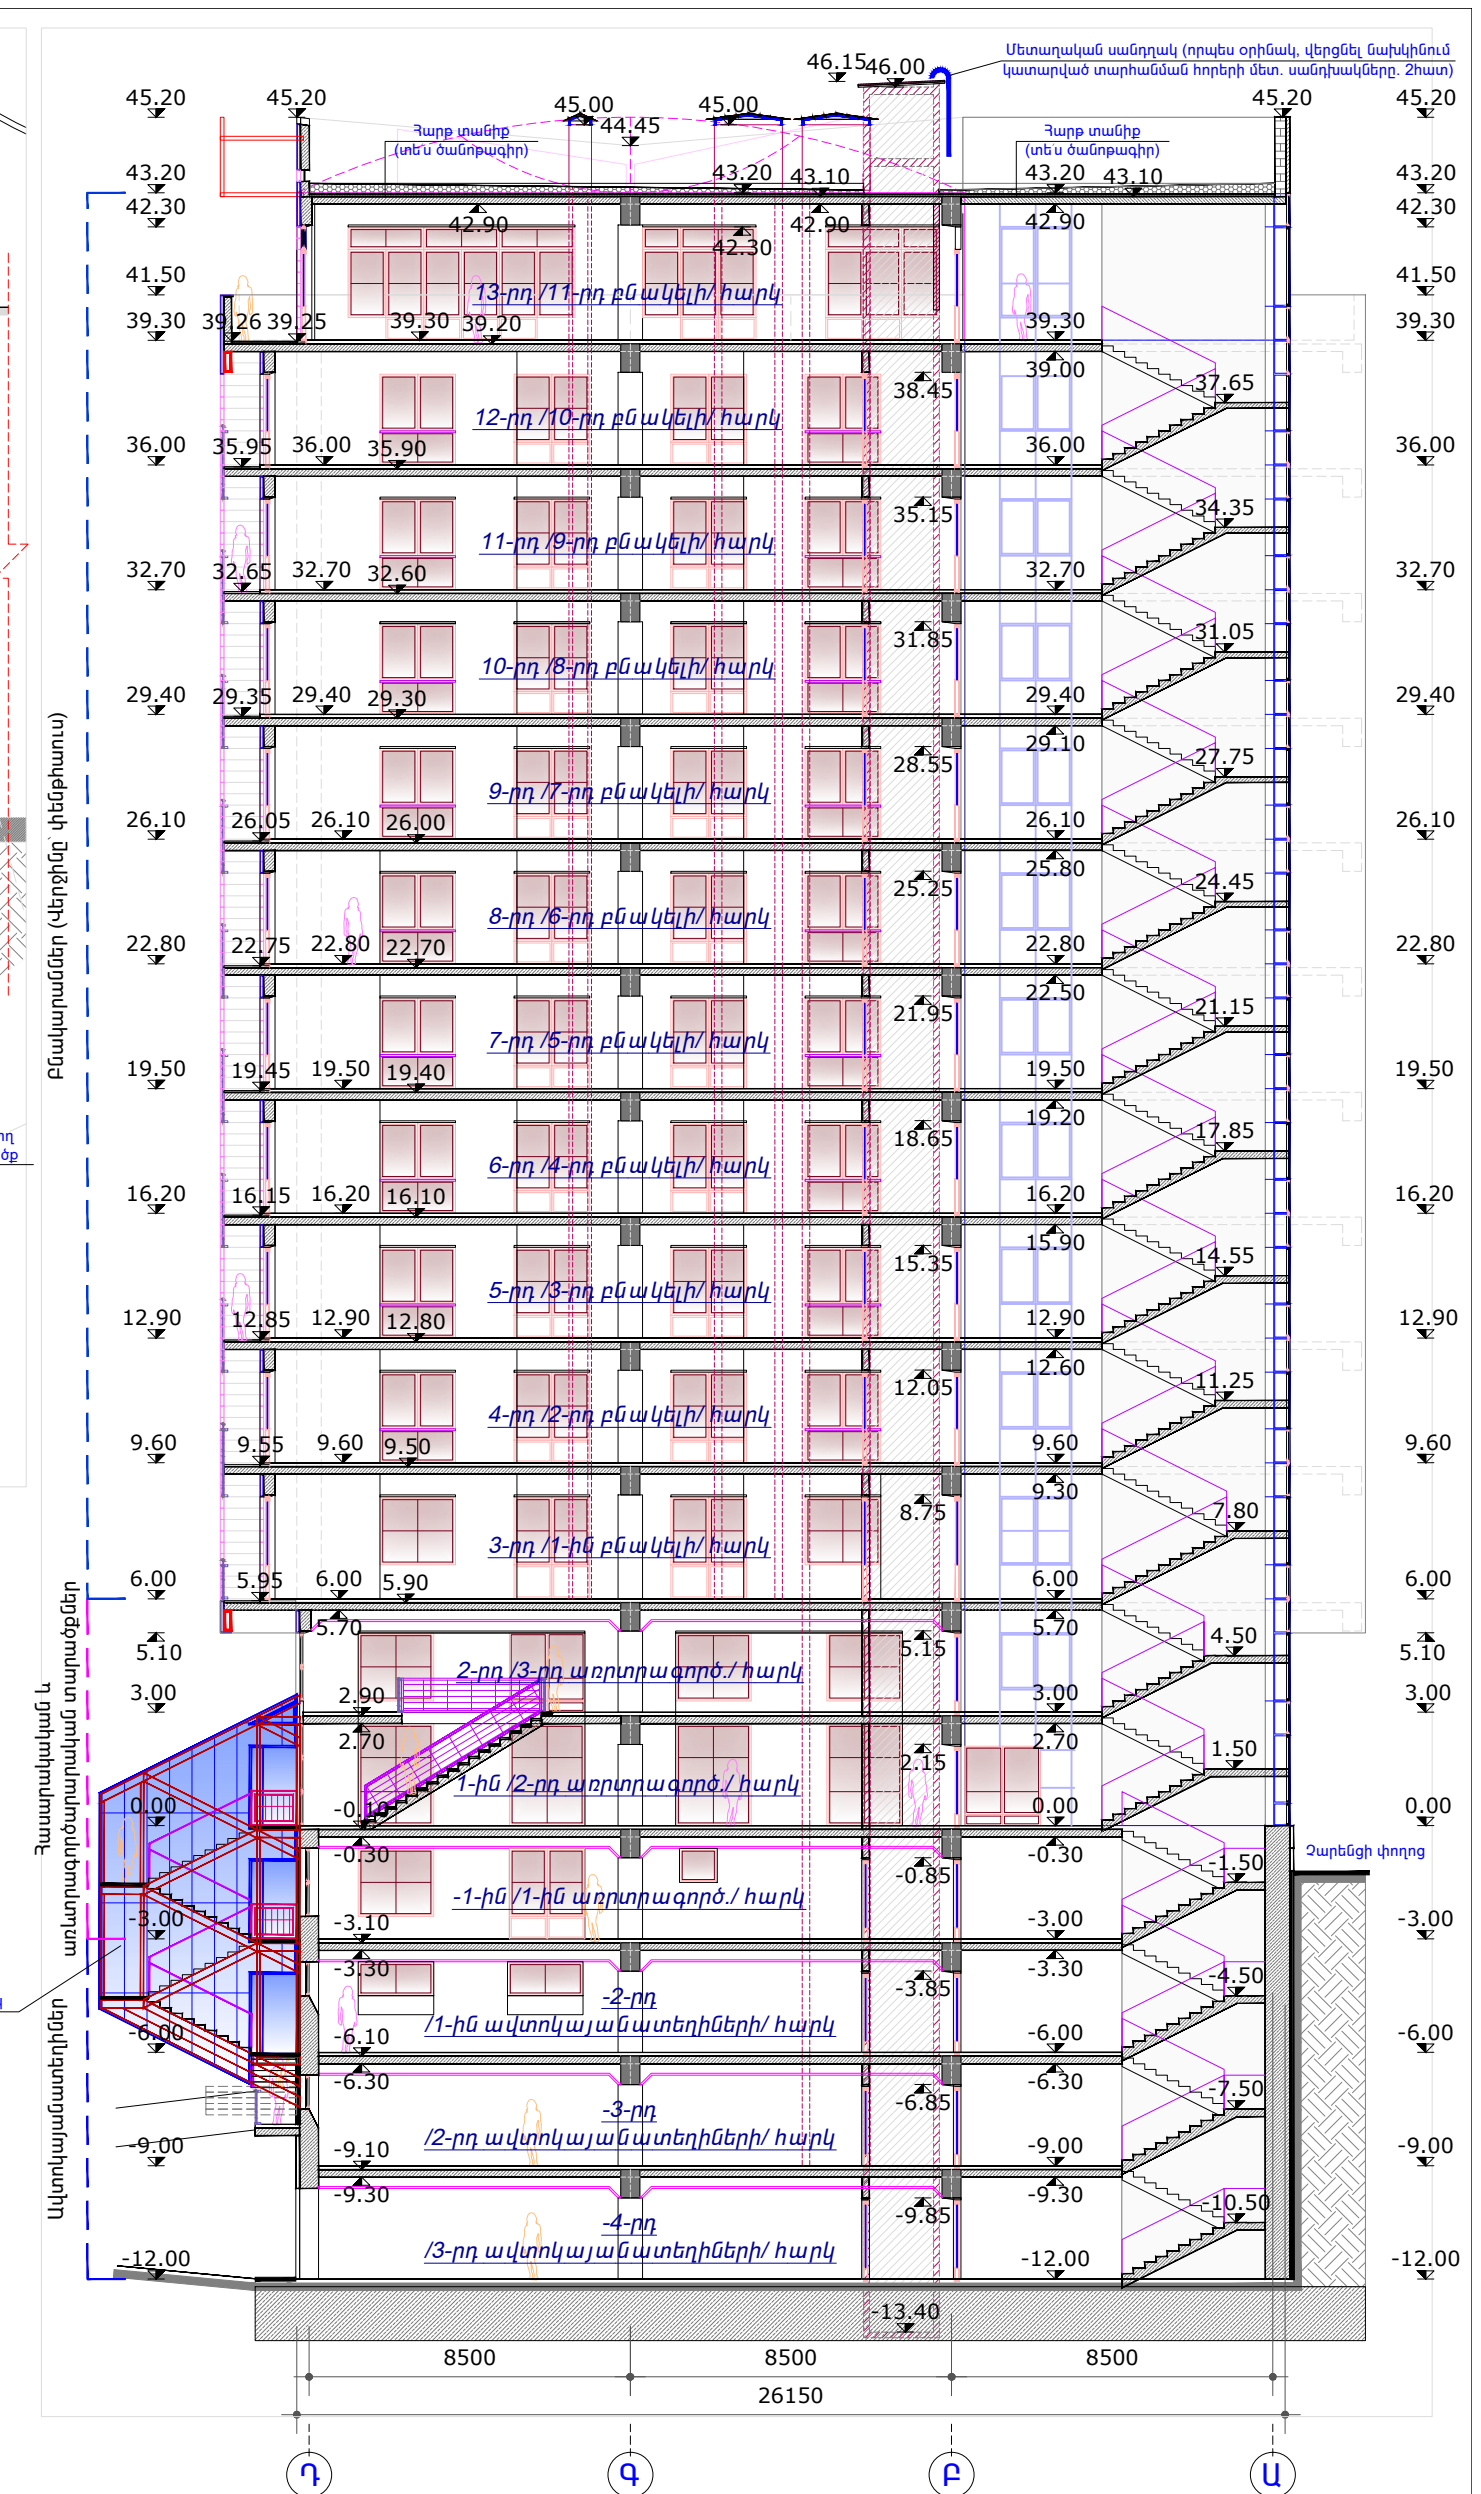 Մետաղական սանդղակ (որպես օրինակ, վերցնել նախկինում
կատարված տարհանման հորերի մետ. սանդխակները. 2հատ)
46.15 46.00
45.20 45.20 45.00 45.00 45.20 45.20
44.45
Հարթ տանիք
(տե՛ս ծանոթագիր)
Հարթ տանիք
(տե՛ս ծանոթագիր)
43.20 43.20 43.10 43.20 43.10 43.20
42.30 42.90 42.30 42.90 42.90 42.30
41.50 13-րդ /11-րդ բնակելի/ հարկ 41.50
39.30 39.26 39.25 39.30 39.20 39.30 39.30
39.00
38.45 37.65
12-րդ /10-րդ բնակելի/ հարկ
36.00 35.95 36.00 35.90 36.00 36.00
35.15 34.35
11-րդ /9-րդ բնակելի/ հարկ
32.70 32.65 32.70 32.60 32.70 32.70
31.85 31.05
10-րդ /8-րդ բնակելի/ հարկ
29.40 29.35 29.40 29.30 29.40 29.40
29.10
28.55 27.75
9-րդ /7-րդ բնակելի/ հարկ
26.10 26.05 26.10 26.00 26.10 26.10
25.80
25.25 24.45
8-րդ /6-րդ բնակելի/ հարկ
22.80 22.75 22.80 22.70 22.80 22.80
22.50
21.95 21.15
7-րդ /5-րդ բնակելի/ հարկ
19.50 19.45 19.50 19.40 19.50 19.50
19.20
18.65 17.85
6-րդ /4-րդ բնակելի/ հարկ
16.20 16.15 16.20 16.10 16.20 16.20
15.90
15.35 14.55
5-րդ /3-րդ բնակելի/ հարկ
12.90 12.85 12.90 12.80 12.90 12.90
12.60
12.05 11.25
4-րդ /2-րդ բնակելի/ հարկ
9.60 9.55 9.60 9.50 9.60 9.60
9.30
8.75 7.80
3-րդ /1-ին բնակելի/ հարկ
6.00 5.95 6.00 5.90 6.00 6.00
5.70 5.15 5.70 4.50
5.10 5.10
2-րդ /3-րդ առրտրագործ./ հարկ
3.00 2.90 3.00 3.00
2.70 2.15 2.70 1.50
1-ին /2-րդ առրտրագործ./ հարկ
0.00 -0.10 0.00 0.00
-0.30 -0.85 -0.30 -1.50
Չարենցի փողոց
-1-ին /1-ին առրտրագործ./ հարկ
-3.00 -3.10 -3.00 -3.00
-3.30 -3.85 -3.30 -4.50
-2-րդ
/1-ին ավտոկայանատեղիների/ հարկ
-6.00 -6.10 -6.00 -6.00
-6.30 -6.85 -6.30 -7.50
-3-րդ
/2-րդ ավտոկայանատեղիների/ հարկ
-9.00 -9.10 -9.00 -9.00
-9.30 -9.85 -9.30 -10.50
-4-րդ
/3-րդ ավտոկայանատեղիների/ հարկ
-12.00 -12.00 -12.00
-13.40
8500 8500 8500
26150
Դ Գ Բ Ա
Բնակարաններ (վերջինը՝ փենթհաուս)
Ավտոկայանատեղիներ